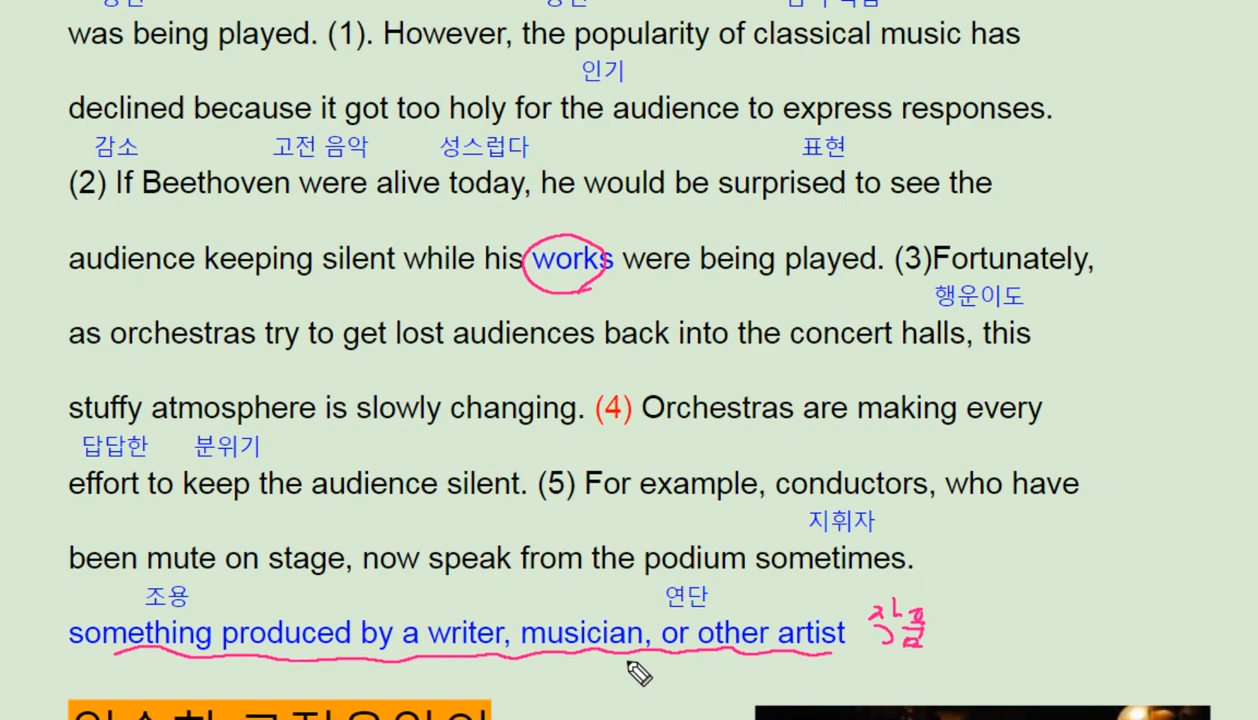 was being played. (1). However, the popularity of classical music has
인기
declined because it got too holy for the audience to express responses.
감소 고전 음악 성스럽다 표현
(2) If Beethoven were alive today, he would be surprised to see the
audience keeping silent while his works were being played. (3)Fortunately,
행운이도
as orchestras try to get lost audiences back into the concert halls, this
stuffy atmosphere is slowly changing. (4) Orchestras are making every
답답한 분위기
effort to keep the audience silent. (5) For example, conductors, who have
지휘자
been mute on stage, now speak from the podium sometimes.
조용 연단
something produced by a writer, musician, or other artist 작품